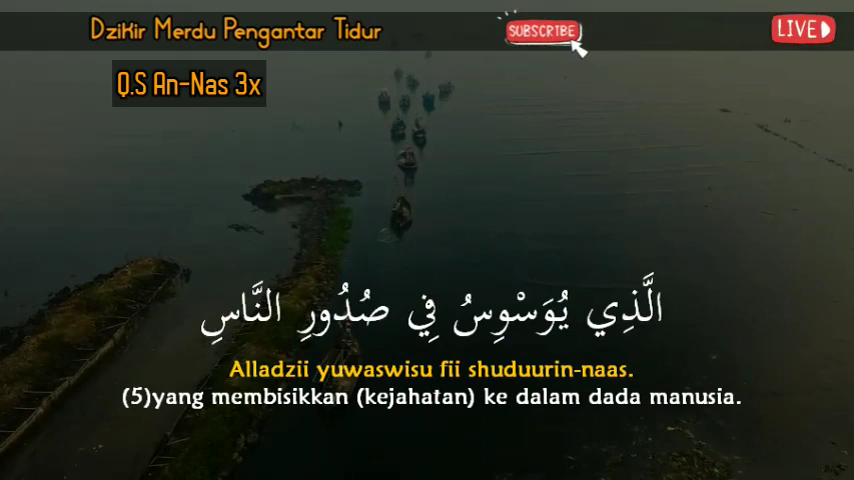 Dzikir Merdu Pengantar Tidur
SUBSCRIBE
LIVE
Q.S An-Nas 3x
الَّذِي يُوَسْوِسُ فِي صُدُورِ النَّاسِ
Alladzii yuwaswisu fii shuduurin-naas.
(5)yang membisikkan (kejahatan) ke dalam dada manusia.